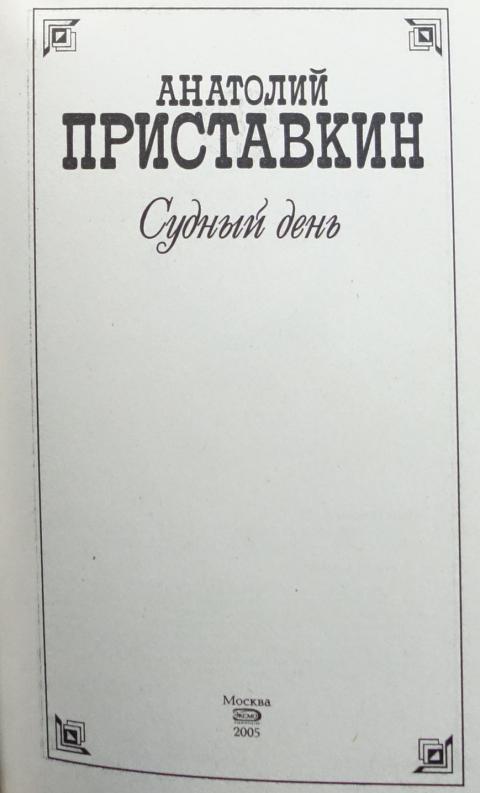 АНАТОЛИЙ
ПРИСТАВКИН
Судный день
Москва
ЭКСМО
2005